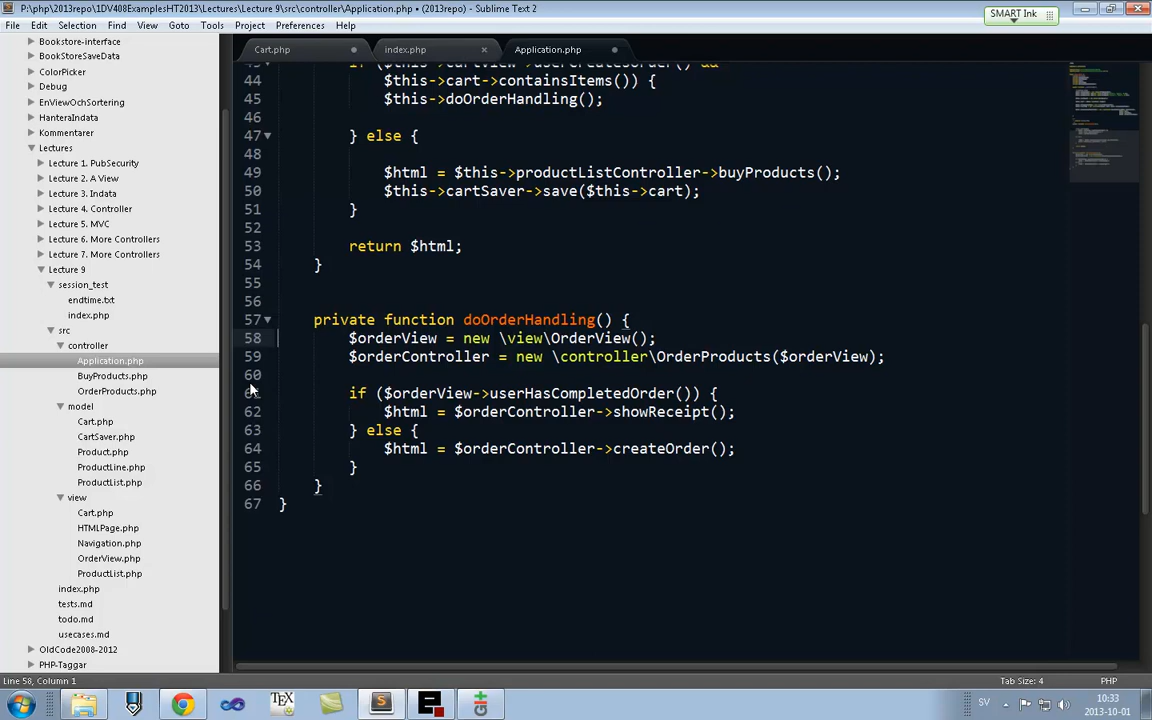 P:\php\2013repo\1DV408ExamplesHT2013\Lectures\Lecture 9\src\controller\Application.php • (2013repo) - Sublime Text 2
SMART Ink
File Edit Selection Find View Goto Tools Project Preferences Help
Bookstore-interface
BookStoreSaveData
ColorPicker
Debug
EnViewOchSortering
HanteraIndata
Kommentarer
Lectures
Lecture 1. PubSecurity
Lecture 2. A View
Lecture 3. Indata
Lecture 4. Controller
Lecture 5. MVC
Lecture 6. More Controllers
Lecture 7. More Controllers
Lecture 9
session_test
endtime.txt
index.php
src
controller
Application.php
BuyProducts.php
OrderProducts.php
model
Cart.php
CartSaver.php
Product.php
ProductLine.php
ProductList.php
view
Cart.php
HTMLPage.php
Navigation.php
OrderView.php
ProductList.php
index.php
tests.md
todo.md
usecases.md
OldCode2008-2012
PHP-Taggar
Cart.php index.php Application.php
43 if ($this->cartView->userCreatesOrder() &&
44 $this->cart->containsItems()) {
45 $this->doOrderHandling();
46
47 } else {
48
49 $html = $this->productListController->buyProducts();
50 $this->cartSaver->save($this->cart);
51 }
52
53 return $html;
54 }
55
56
57 private function doOrderHandling() {
58 $orderView = new \view\OrderView();
59 $orderController = new \controller\OrderProducts($orderView);
60
61 if ($orderView->userHasCompletedOrder()) {
62 $html = $orderController->showReceipt();
63 } else {
64 $html = $orderController->createOrder();
65 }
66 }
67 }
Line 58, Column 1 Tab Size: 4 PHP
TEX SV 10:33
2013-10-01